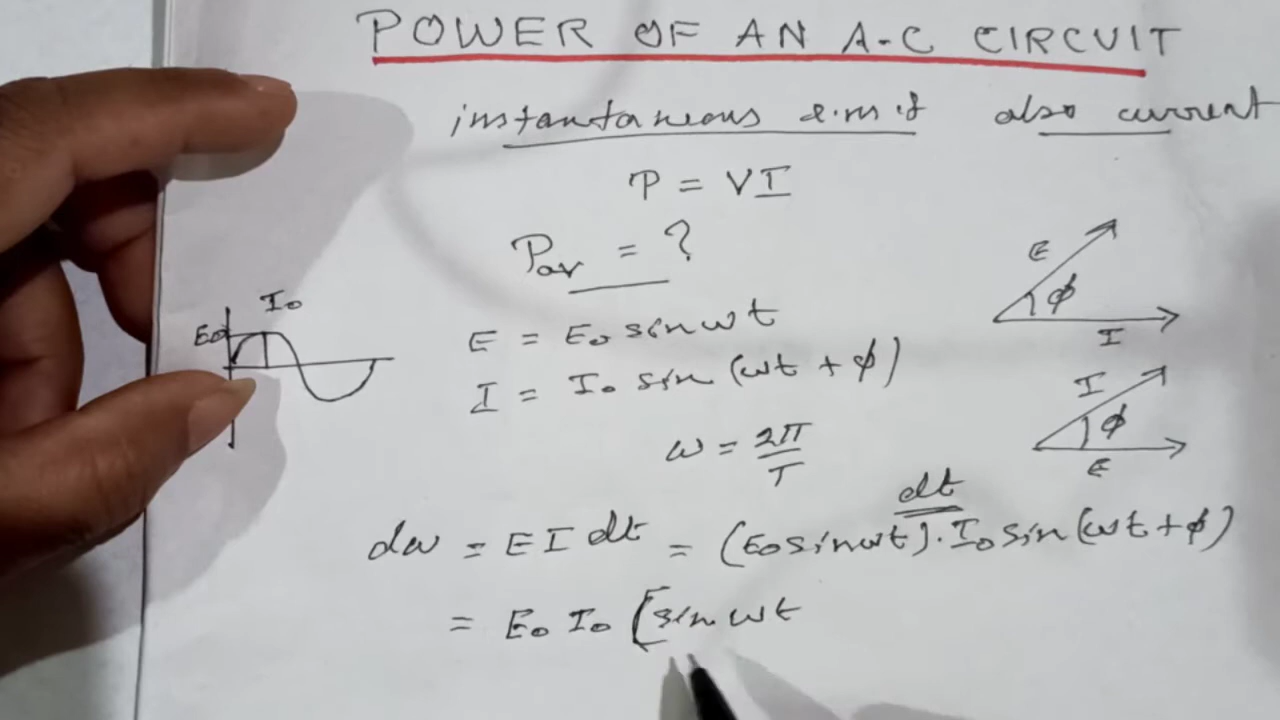 POWER OF AN A-C CIRCUIT
instantaneous e.m.f also current
P = VI
Pav = ?
E
ϕ
I
I₀
E₀
E = E₀ sin ωt
I = I₀ sin (ωt + ϕ)
I
ϕ
E
ω = 2π/T
dt
dw = EI dt = (E₀ sin ωt). I₀ sin (ωt + ϕ)
= E₀ I₀ [sin ωt